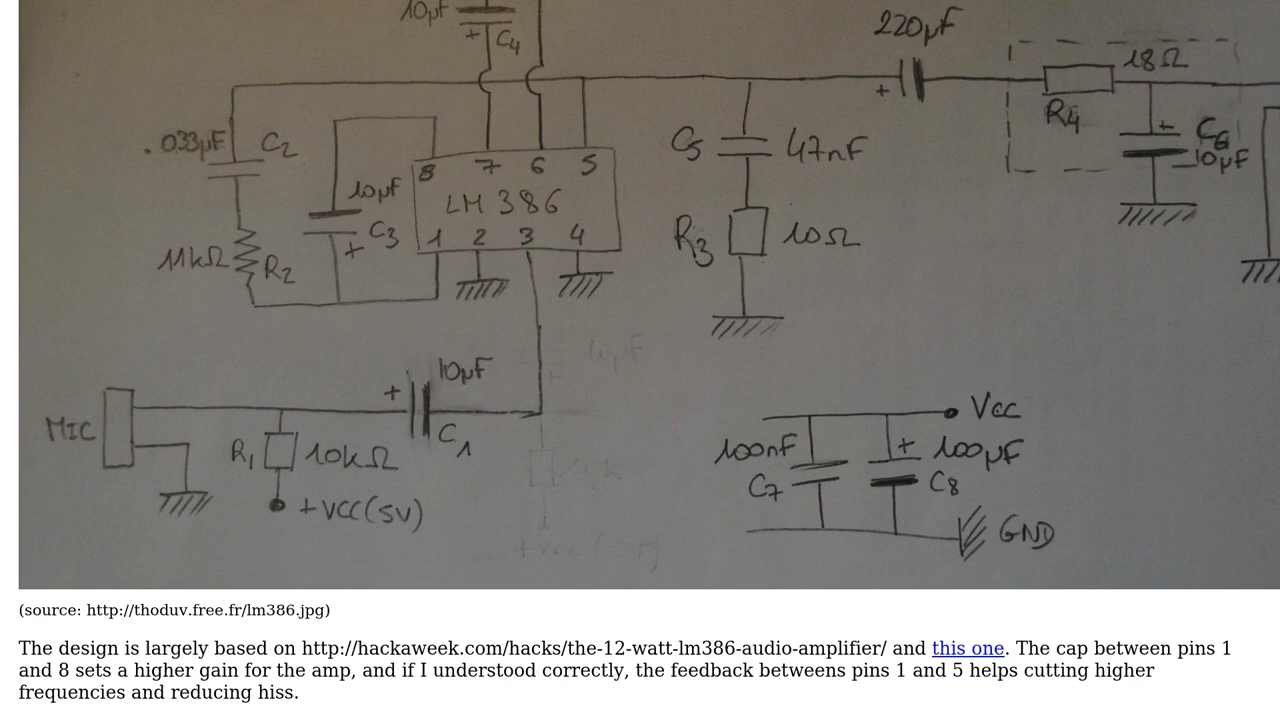 10µF
+ C4
220µF
+
18Ω
R4
+ C6
10µF
.033µF C2
C5 47nF
8 7 6 5
10µF
LM 386
C3
+
1 2 3 4
R3 10Ω
11kΩ R2
10µF
+
MIC
C1
R1 10kΩ
+VCC(5V)
Vcc
100nF + 100µF
C7 C8
GND
(source: http://thoduv.free.fr/lm386.jpg)
The design is largely based on http://hackaweek.com/hacks/the-12-watt-lm386-audio-amplifier/ and this one. The cap between pins 1
and 8 sets a higher gain for the amp, and if I understood correctly, the feedback betweens pins 1 and 5 helps cutting higher
frequencies and reducing hiss.